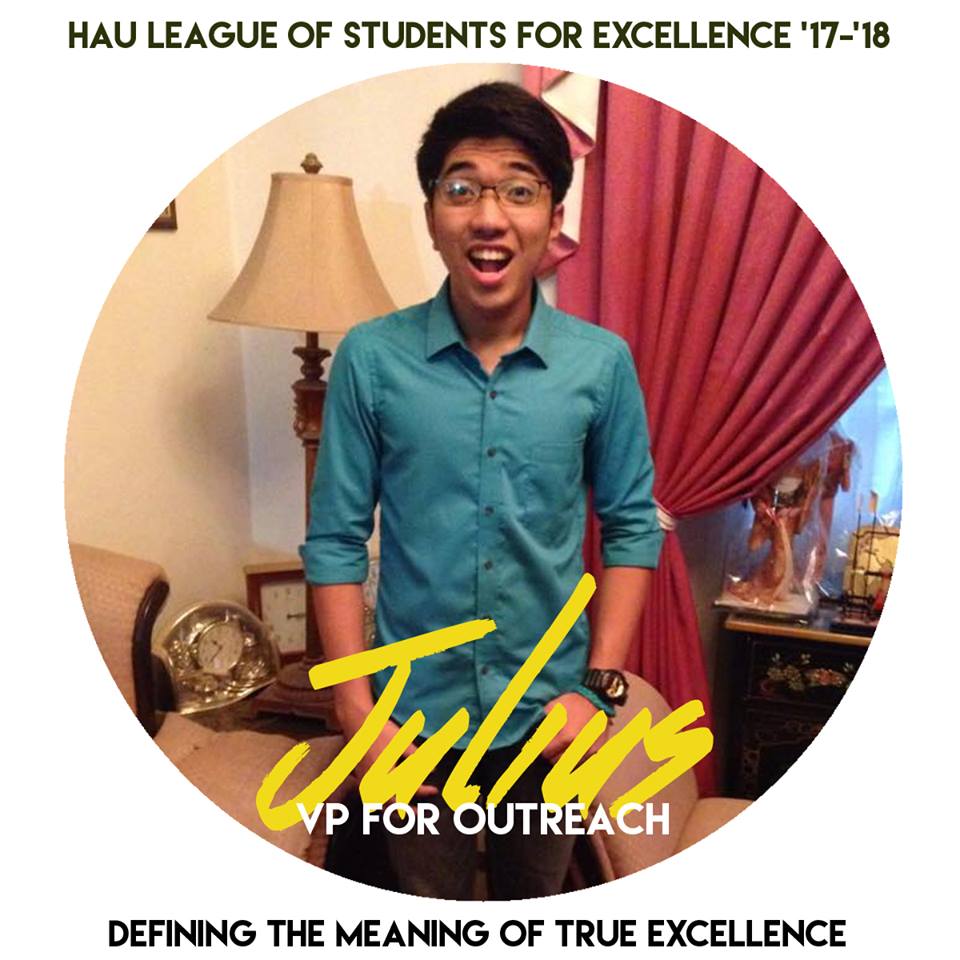 HAU LEAGUE OF STUDENTS FOR EXCELLENCE '17-'18
Julius
VP FOR OUTREACH
DEFINING THE MEANING OF TRUE EXCELLENCE